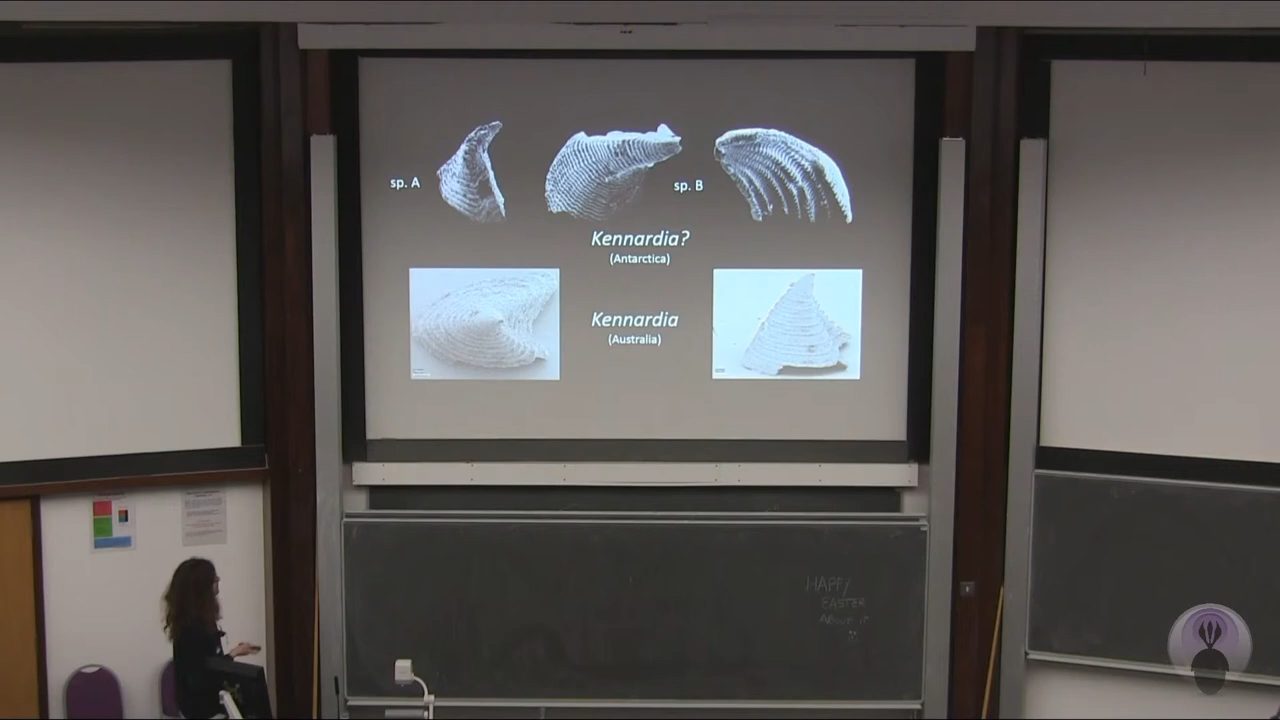 sp. A
sp. B
Kennardia?
(Antarctica)
Kennardia
(Australia)
HAPPY
EASTER